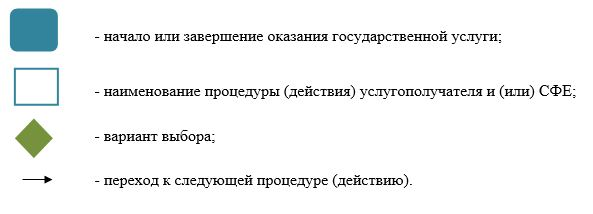 - начало или завершение оказания государственной услуги;
- наименование процедуры (действия) услугополучателя и (или) СФЕ;
- вариант выбора;
- переход к следующей процедуре (действию).